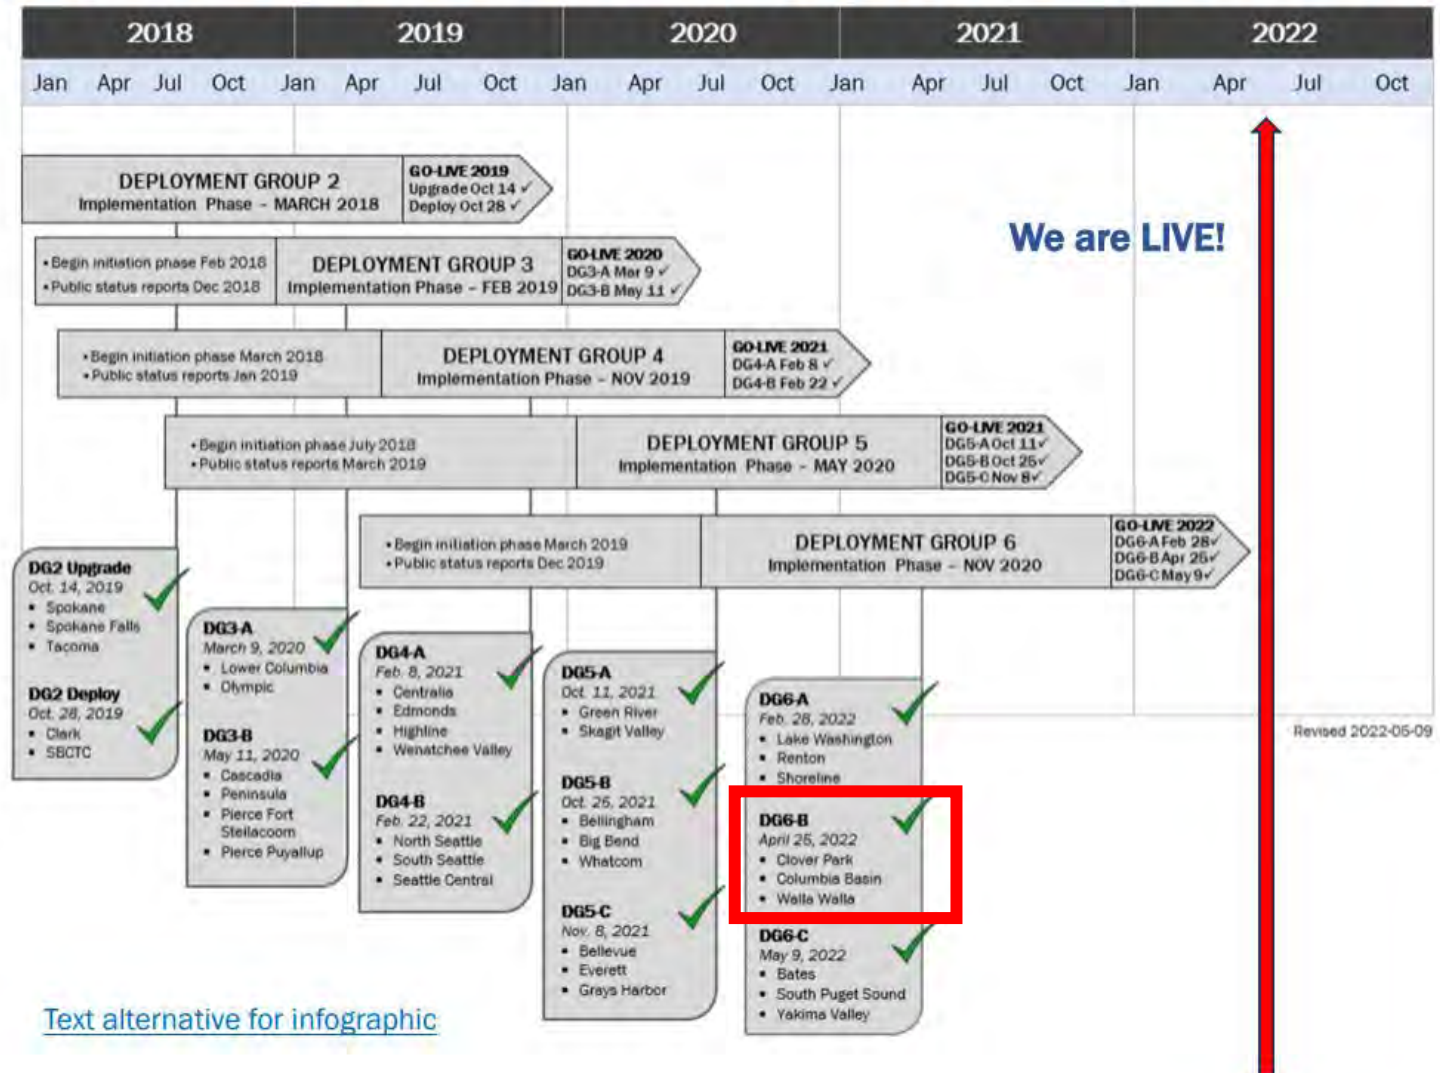 2018 2019 2020 2021 2022
Jan Apr Jul Oct Jan Apr Jul Oct Jan Apr Jul Oct Jan Apr Jul Oct Jan Apr Jul Oct
DEPLOYMENT GROUP 2
Implementation Phase – MARCH 2018
GO-LIVE 2019
Upgrade Oct 14 ✓
Deploy Oct 28 ✓
We are LIVE!
• Begin initiation phase Feb 2018
• Public status reports Dec 2018
DEPLOYMENT GROUP 3
Implementation Phase – FEB 2019
GO-LIVE 2020
DG3-A Mar 9 ✓
DG3-B May 11 ✓
• Begin initiation phase March 2018
• Public status reports Jan 2019
DEPLOYMENT GROUP 4
Implementation Phase – NOV 2019
GO-LIVE 2021
DG4-A Feb 8 ✓
DG4-B Feb 22 ✓
• Begin initiation phase July 2018
• Public status reports March 2019
DEPLOYMENT GROUP 5
Implementation Phase – MAY 2020
GO-LIVE 2021
DG5-A Oct 11 ✓
DG5-B Oct 25 ✓
DG5-C Nov 8 ✓
• Begin initiation phase March 2019
• Public status reports Dec 2019
DEPLOYMENT GROUP 6
Implementation Phase – NOV 2020
GO-LIVE 2022
DG6-A Feb 28 ✓
DG6-B Apr 25 ✓
DG6-C May 9 ✓
DG2 Upgrade
Oct. 14, 2019
▪ Spokane
▪ Spokane Falls
▪ Tacoma
DG2 Deploy
Oct. 28, 2019
▪ Clark
▪ SBCTC
DG3-A
March 9, 2020
▪ Lower Columbia
▪ Olympic
DG3-B
May 11, 2020
▪ Cascadia
▪ Peninsula
▪ Pierce Fort
Steilacoom
▪ Pierce Puyallup
DG4-A
Feb. 8, 2021
▪ Centralia
▪ Edmonds
▪ Highline
▪ Wenatchee Valley
DG4-B
Feb. 22, 2021
▪ North Seattle
▪ South Seattle
▪ Seattle Central
DG5-A
Oct. 11, 2021
▪ Green River
▪ Skagit Valley
DG5-B
Oct. 25, 2021
▪ Bellingham
▪ Big Bend
▪ Whatcom
DG5-C
Nov. 8, 2021
▪ Bellevue
▪ Everett
▪ Grays Harbor
DG6-A
Feb. 28, 2022
▪ Lake Washington
▪ Renton
▪ Shoreline
DG6-B
April 25, 2022
▪ Clover Park
▪ Columbia Basin
▪ Walla Walla
DG6-C
May 9, 2022
▪ Bates
▪ South Puget Sound
▪ Yakima Valley
Revised 2022-05-09
Text alternative for infographic